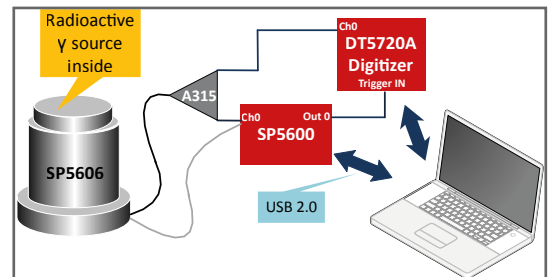 Radioactive
γ source
inside
SP5606
A315
Ch0
DT5720A
Digitizer
Trigger IN
Ch0
Out 0
SP5600
USB 2.0